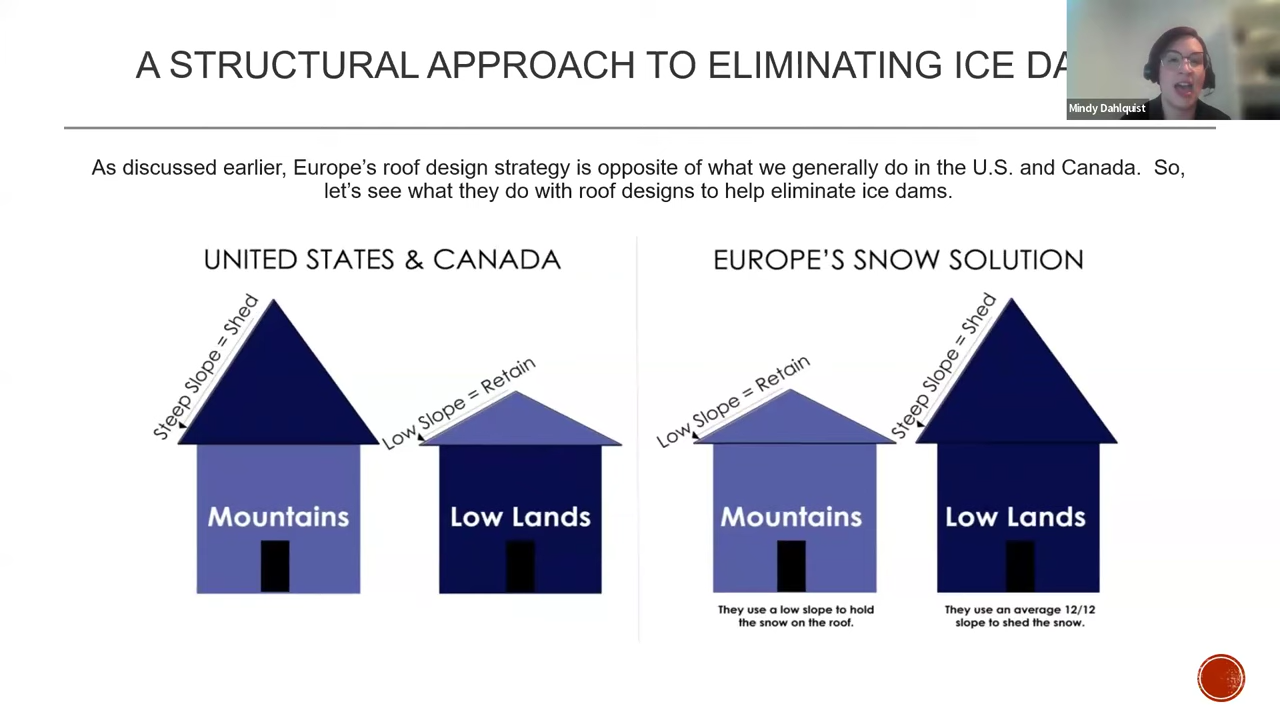 A STRUCTURAL APPROACH TO ELIMINATING ICE DA
Mindy Dahlquist
As discussed earlier, Europe’s roof design strategy is opposite of what we generally do in the U.S. and Canada.  So,
let’s see what they do with roof designs to help eliminate ice dams.
UNITED STATES & CANADA
Steep Slope = Shed
Low Slope = Retain
Mountains
Low Lands
EUROPE’S SNOW SOLUTION
Low Slope = Retain
Steep Slope = Shed
Mountains
Low Lands
They use a low slope to hold
the snow on the roof.
They use an average 12/12
slope to shed the snow.